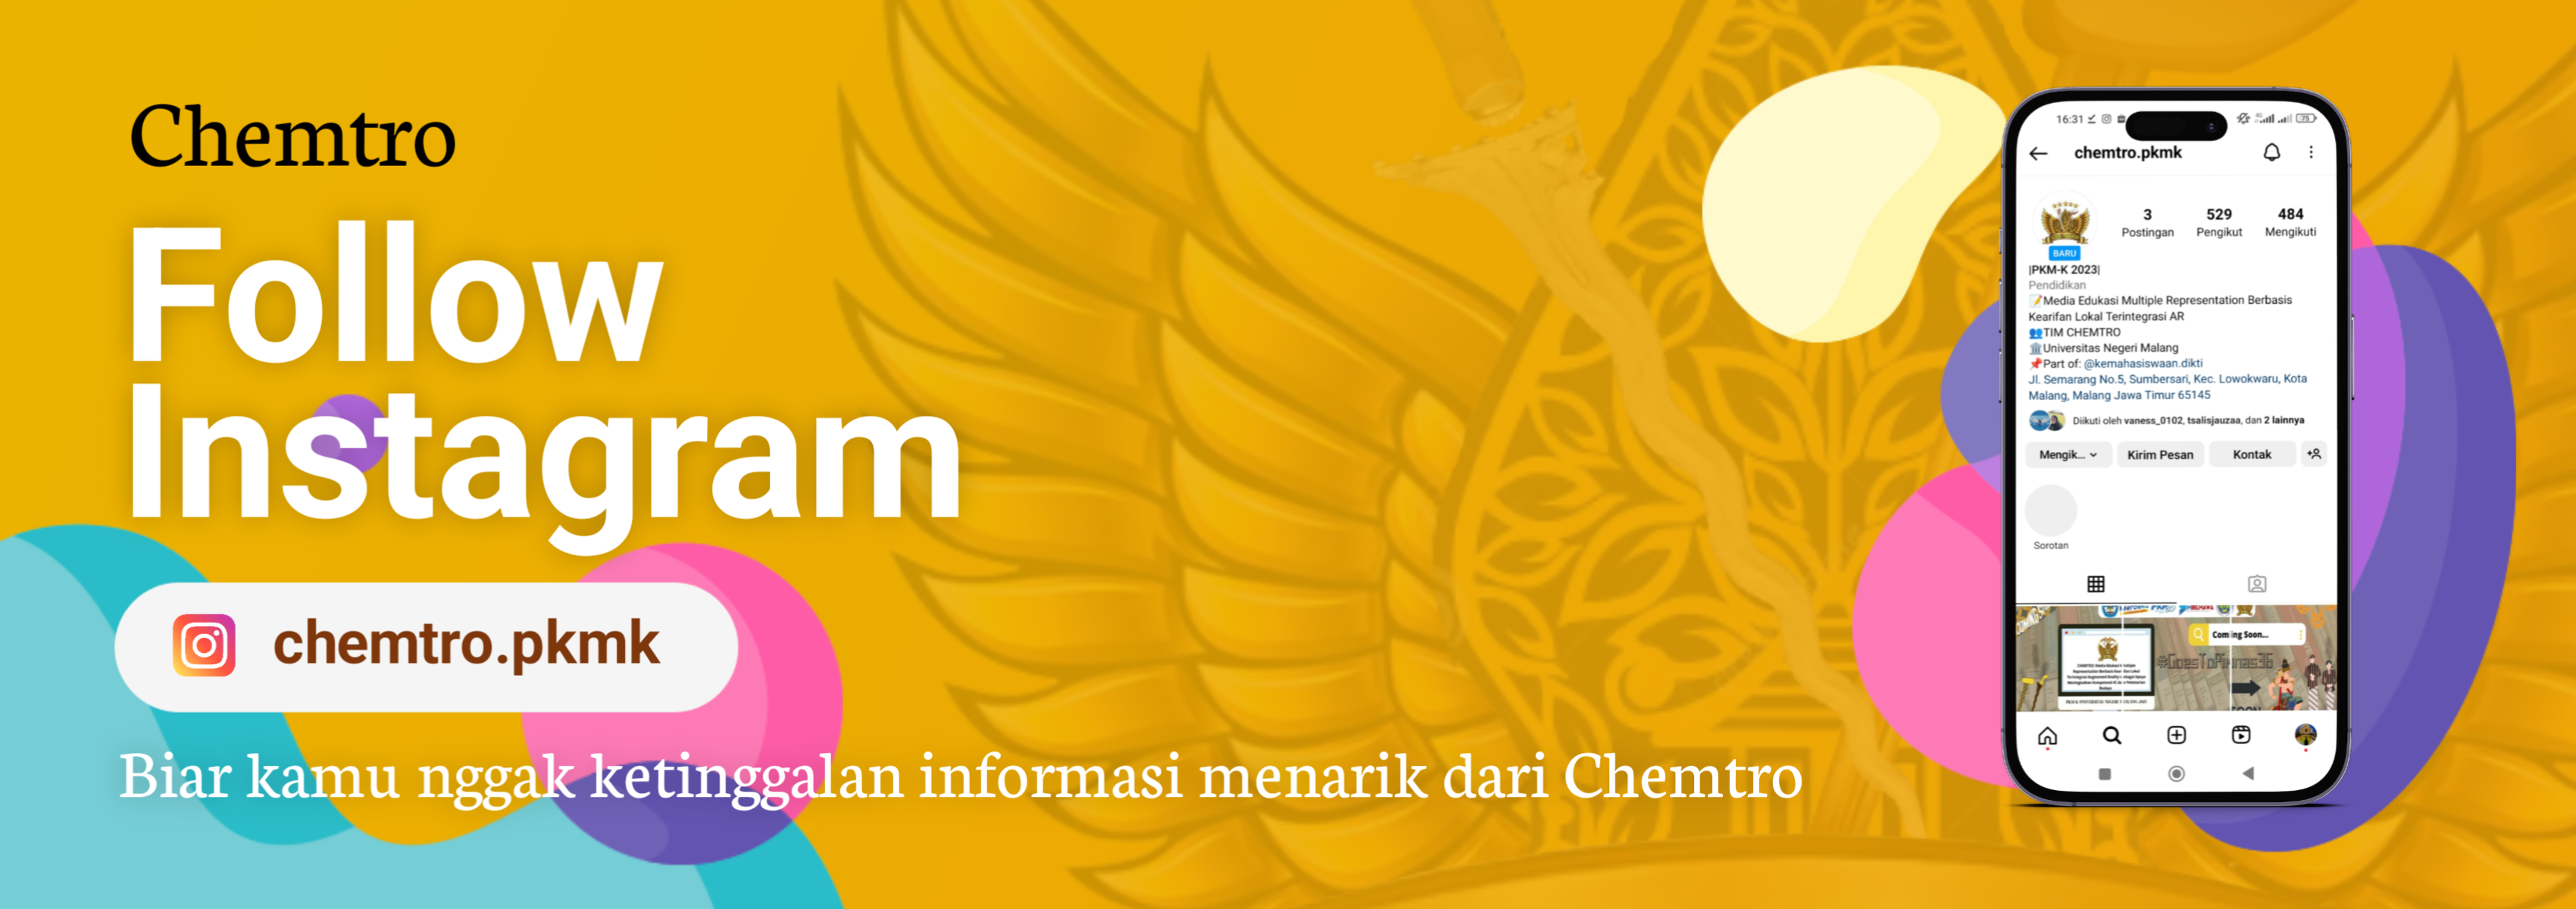 Chemtro
Follow
Instagram
chemtro.pkmk
Biar kamu nggak ketinggalan informasi menarik dari Chemtro
16:31
chemtro.pkmk
3 529 484
Postingan Pengikut Mengikuti
BARU
|PKM-K 2023|
Pendidikan
📝Media Edukasi Multiple Representation Berbasis
Kearifan Lokal Terintegrasi AR
👥TIM CHEMTRO
🏛️Universitas Negeri Malang
📌Part of: @kemahasiswaan.dikti
Jl. Semarang No.5, Sumbersari, Kec. Lowokwaru, Kota
Malang, Malang Jawa Timur 65145
Diikuti oleh vaness_0102, tsalisjauzaa, dan 2 lainnya
Mengik... Kirim Pesan Kontak
Sorotan
Coming Soon...